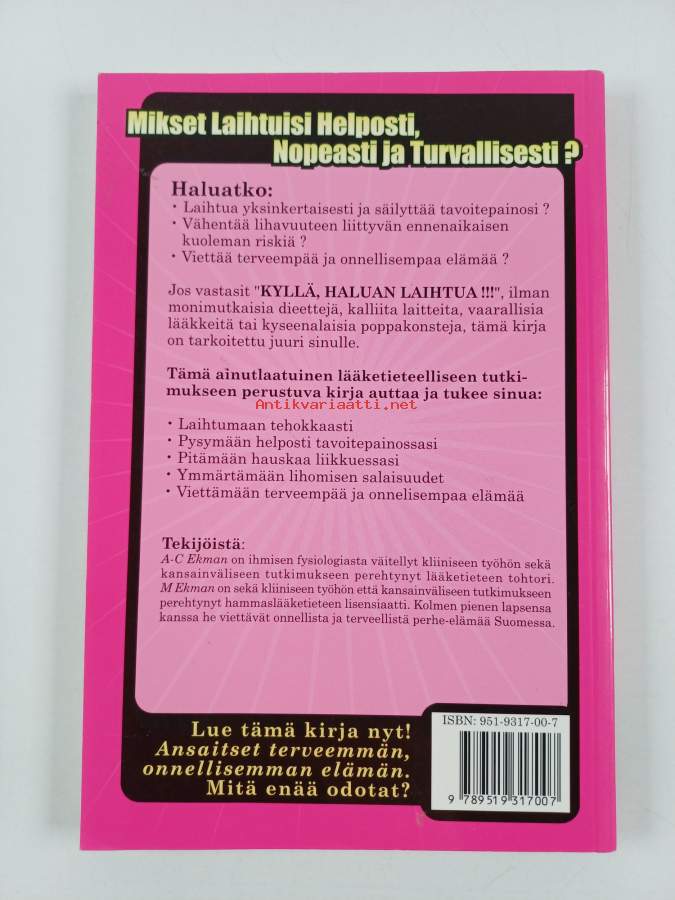 Mikset Laihtuisi Helposti,
Nopeasti ja Turvallisesti ?
Haluatko:
• Laihtua yksinkertaisesti ja säilyttää tavoitepainosi ?
• Vähentää lihavuuteen liittyvän ennenaikaisen
kuoleman riskiä ?
• Viettää terveempää ja onnellisempaa elämää ?
Jos vastasit "KYLLÄ, HALUAN LAIHTUA !!!", ilman
monimutkaisia dieettejä, kalliita laitteita, vaarallisia
lääkkeitä tai kyseenalaisia poppakonsteja, tämä kirja
on tarkoitettu juuri sinulle.
Tämä ainutlaatuinen lääketieteelliseen tutki-
mukseen perustuva kirja auttaa ja tukee sinua:
Antikvariaatti.net
• Laihtumaan tehokkaasti
• Pysymään helposti tavoitepainossasi
• Pitämään hauskaa liikkuessasi
• Ymmärtämään lihomisen salaisuudet
• Viettämään terveempää ja onnelisempaa elämää
Tekijöistä:
A-C Ekman on ihmisen fysiologiasta väitellyt kliiniseen työhön sekä
kansainväliseen tutkimukseen perehtynyt lääketieteen tohtori.
M Ekman on sekä kliiniseen työhön että kansainväliseen tutkimukseen
perehtynyt hammaslääketieteen lisensiaatti. Kolmen pienen lapsensa
kanssa he viettävät onnellista ja terveellistä perhe-elämää Suomessa.
Lue tämä kirja nyt!
Ansaitset terveemmän,
onnellisemman elämän.
Mitä enää odotat?
ISBN: 951-9317-00-7
9 789519 317007